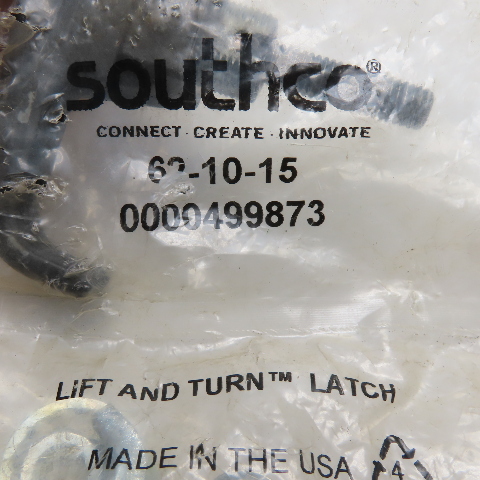 southco®
CONNECT · CREATE · INNOVATE
62-10-15
0000499873
LIFT AND TURN™ LATCH
MADE IN THE USA
4